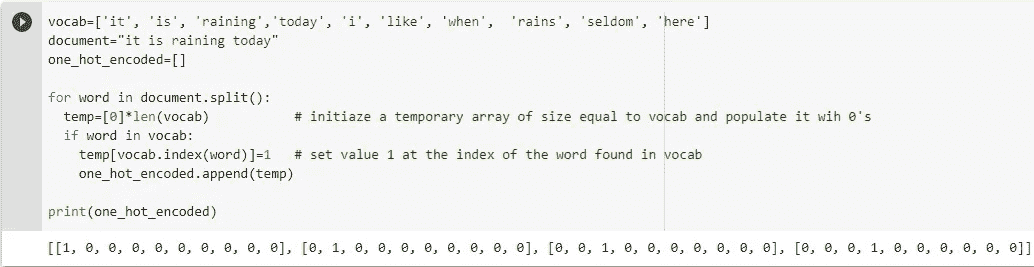 vocab=['it', 'is', 'raining','today', 'i', 'like', 'when',  'rains', 'seldom', 'here']
document="it is raining today"
one_hot_encoded=[]
for word in document.split():
temp=[0]*len(vocab)           # initiaze a temporary array of size equal to vocab and populate it wih 0's
if word in vocab:
temp[vocab.index(word)]=1   # set value 1 at the index of the word found in vocab
one_hot_encoded.append(temp)
print(one_hot_encoded)
[[1, 0, 0, 0, 0, 0, 0, 0, 0, 0], [0, 1, 0, 0, 0, 0, 0, 0, 0, 0], [0, 0, 1, 0, 0, 0, 0, 0, 0, 0], [0, 0, 0, 1, 0, 0, 0, 0, 0, 0]]